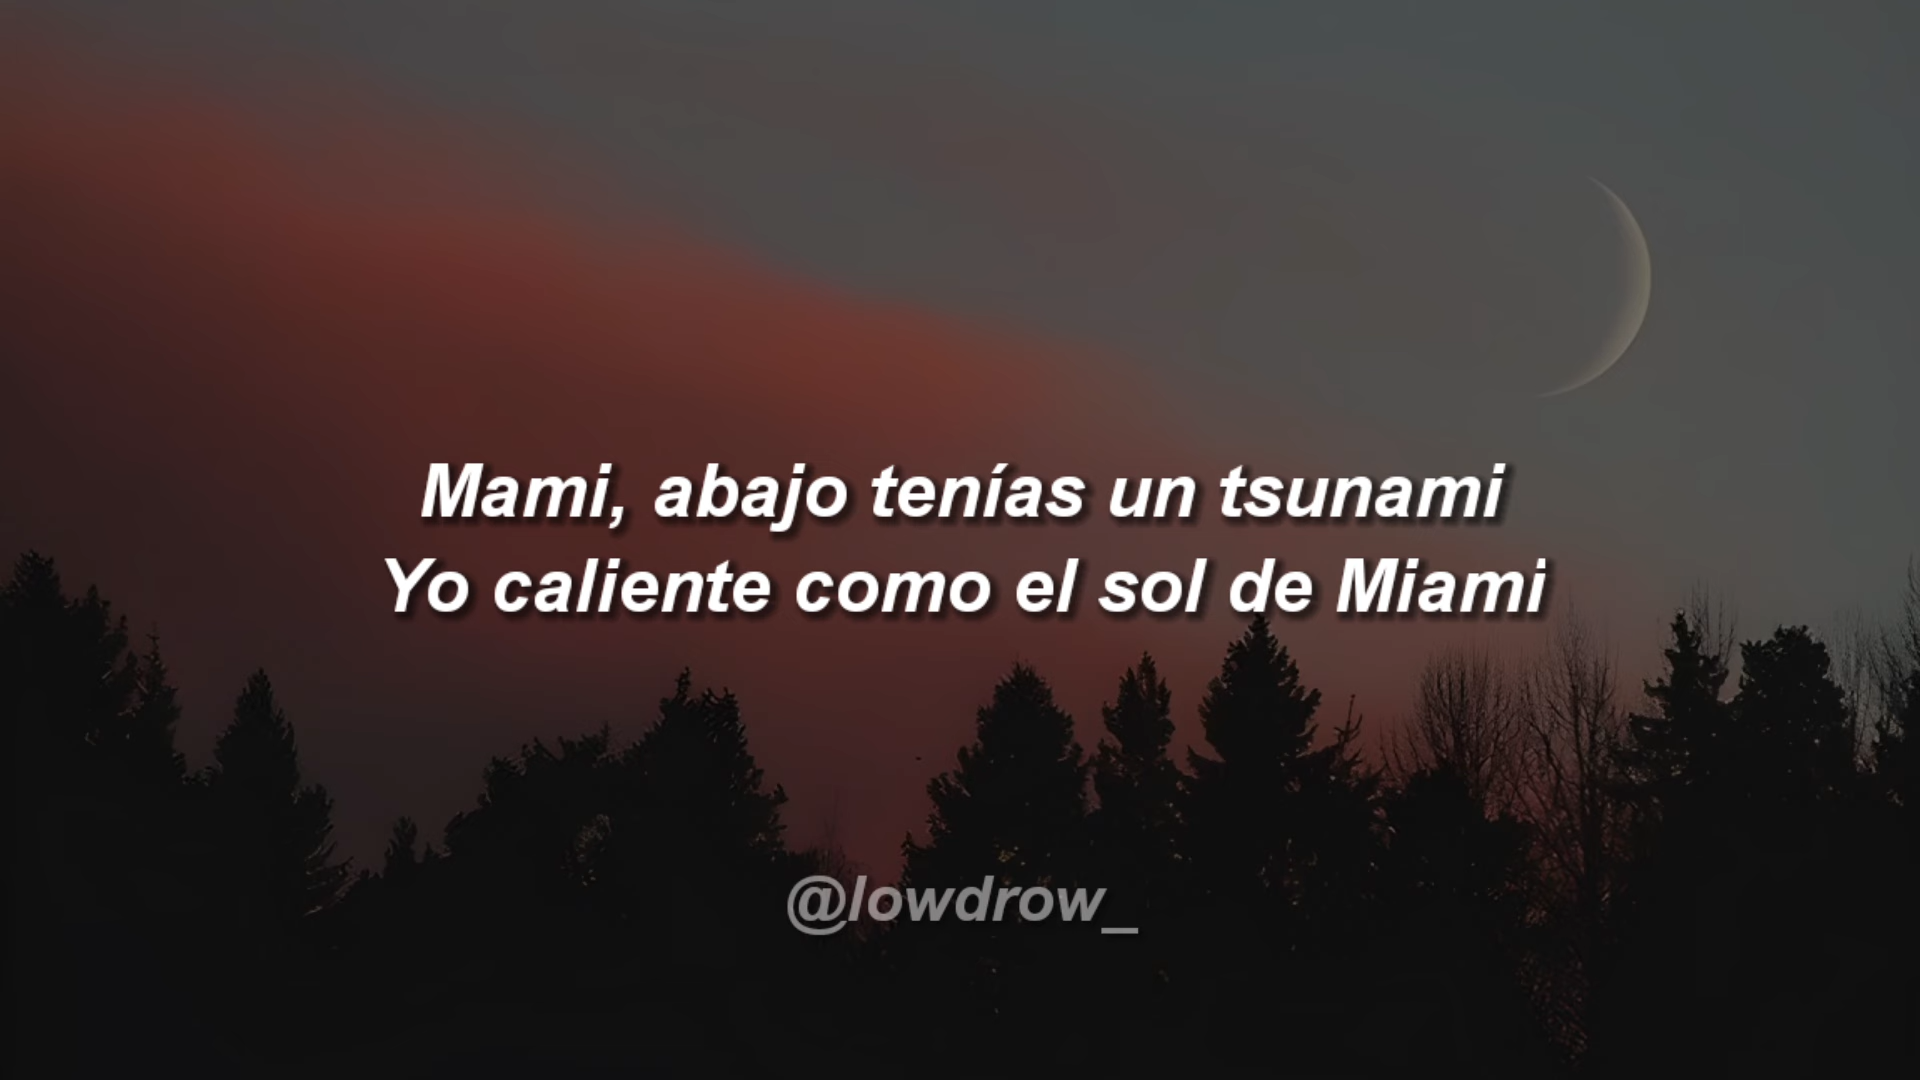 Mami, abajo tenías un tsunami
Yo caliente como el sol de Miami
@lowdrow_